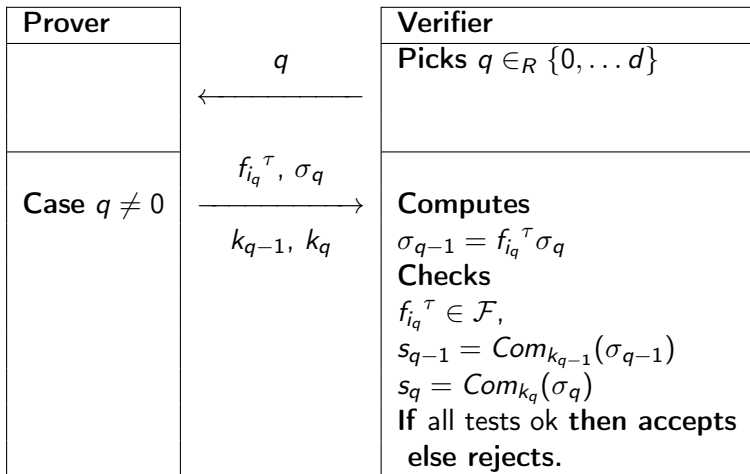 Prover
Verifier
Picks q ∈_R {0, … d}
q
f_{i_q}^τ, σ_q
Case q ≠ 0
k_{q−1}, k_q
Computes
σ_{q−1} = f_{i_q}^τ σ_q
Checks
f_{i_q}^τ ∈ ℱ,
s_{q−1} = Com_{k_{q−1}}(σ_{q−1})
s_q = Com_{k_q}(σ_q)
If all tests ok then accepts
else rejects.